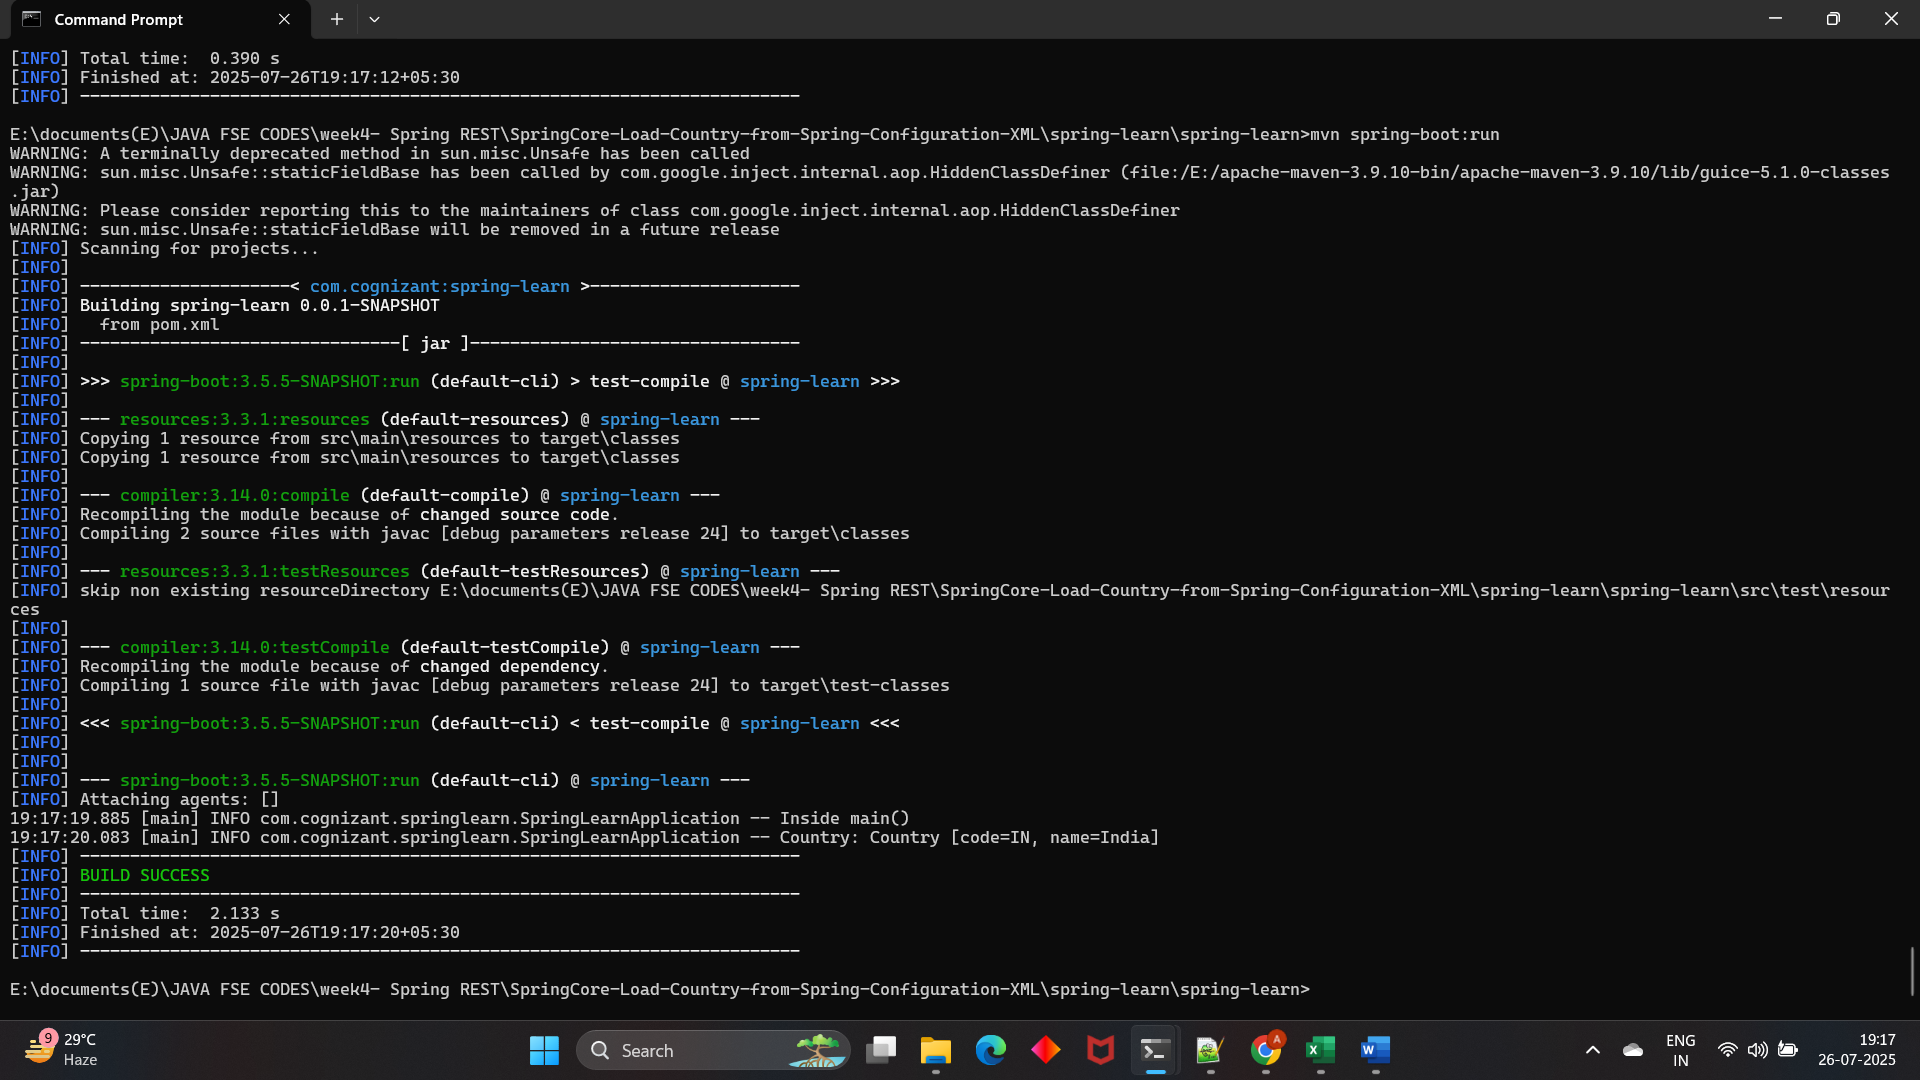 Command Prompt
[INFO] Total time:  0.390 s
[INFO] Finished at: 2025-07-26T19:17:12+05:30
[INFO] ------------------------------------------------------------------------
E:\documents(E)\JAVA FSE CODES\week4- Spring REST\SpringCore-Load-Country-from-Spring-Configuration-XML\spring-learn\spring-learn>mvn spring-boot:run
WARNING: A terminally deprecated method in sun.misc.Unsafe has been called
WARNING: sun.misc.Unsafe::staticFieldBase has been called by com.google.inject.internal.aop.HiddenClassDefiner (file:/E:/apache-maven-3.9.10-bin/apache-maven-3.9.10/lib/guice-5.1.0-classes
.jar)
WARNING: Please consider reporting this to the maintainers of class com.google.inject.internal.aop.HiddenClassDefiner
WARNING: sun.misc.Unsafe::staticFieldBase will be removed in a future release
[INFO] Scanning for projects...
[INFO]
[INFO] ---------------------< com.cognizant:spring-learn >---------------------
[INFO] Building spring-learn 0.0.1-SNAPSHOT
[INFO]   from pom.xml
[INFO] --------------------------------[ jar ]---------------------------------
[INFO]
[INFO] >>> spring-boot:3.5.5-SNAPSHOT:run (default-cli) > test-compile @ spring-learn >>>
[INFO]
[INFO] --- resources:3.3.1:resources (default-resources) @ spring-learn ---
[INFO] Copying 1 resource from src\main\resources to target\classes
[INFO] Copying 1 resource from src\main\resources to target\classes
[INFO]
[INFO] --- compiler:3.14.0:compile (default-compile) @ spring-learn ---
[INFO] Recompiling the module because of changed source code.
[INFO] Compiling 2 source files with javac [debug parameters release 24] to target\classes
[INFO]
[INFO] --- resources:3.3.1:testResources (default-testResources) @ spring-learn ---
[INFO] skip non existing resourceDirectory E:\documents(E)\JAVA FSE CODES\week4- Spring REST\SpringCore-Load-Country-from-Spring-Configuration-XML\spring-learn\spring-learn\src\test\resour
ces
[INFO]
[INFO] --- compiler:3.14.0:testCompile (default-testCompile) @ spring-learn ---
[INFO] Recompiling the module because of changed dependency.
[INFO] Compiling 1 source file with javac [debug parameters release 24] to target\test-classes
[INFO]
[INFO] <<< spring-boot:3.5.5-SNAPSHOT:run (default-cli) < test-compile @ spring-learn <<<
[INFO]
[INFO]
[INFO] --- spring-boot:3.5.5-SNAPSHOT:run (default-cli) @ spring-learn ---
[INFO] Attaching agents: []
19:17:19.885 [main] INFO com.cognizant.springlearn.SpringLearnApplication -- Inside main()
19:17:20.083 [main] INFO com.cognizant.springlearn.SpringLearnApplication -- Country: Country [code=IN, name=India]
[INFO] ------------------------------------------------------------------------
[INFO] BUILD SUCCESS
[INFO] ------------------------------------------------------------------------
[INFO] Total time:  2.133 s
[INFO] Finished at: 2025-07-26T19:17:20+05:30
[INFO] ------------------------------------------------------------------------
E:\documents(E)\JAVA FSE CODES\week4- Spring REST\SpringCore-Load-Country-from-Spring-Configuration-XML\spring-learn\spring-learn>
9
29°C
Haze
Search
A
X
W
ENG
IN
19:17
26-07-2025